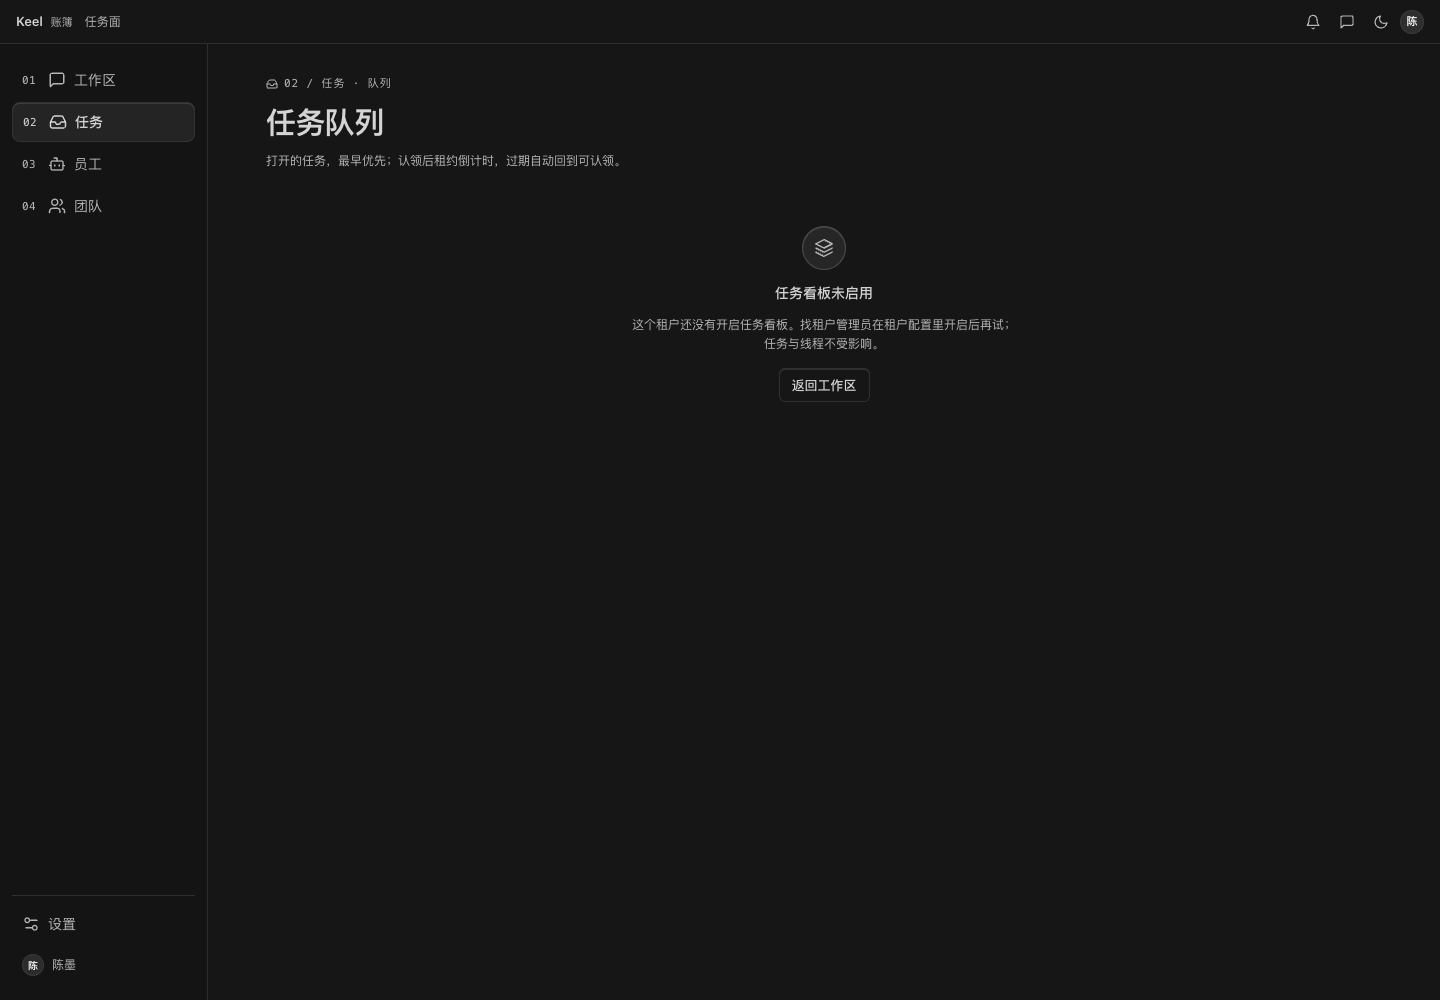 Keel 账簿 任务面
陈
01 工作区
02 任务
03 员工
04 团队
02 / 任务 · 队列
任务队列
打开的任务，最早优先；认领后租约倒计时，过期自动回到可认领。
任务看板未启用
这个租户还没有开启任务看板。找租户管理员在租户配置里开启后再试；
任务与线程不受影响。
返回工作区
设置
陈 陈墨